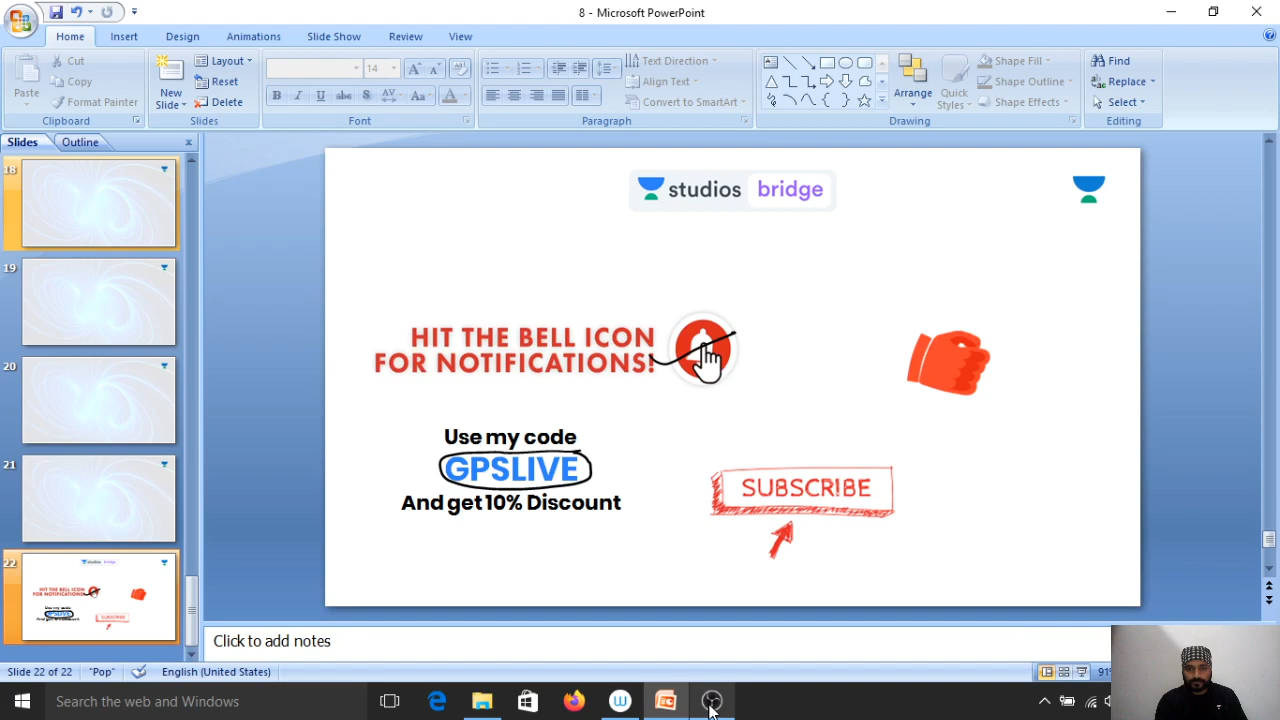 8 - Microsoft PowerPoint
Home Insert Design Animations Slide Show Review View
Paste
Cut
Copy
Format Painter
Clipboard
New
Slide
Layout
Reset
Delete
Slides
14
Font
Text Direction
Align Text
Convert to SmartArt
Paragraph
Arrange
Quick
Styles
Shape Fill
Shape Outline
Shape Effects
Drawing
Find
Replace
Select
Editing
Slides Outline
18
19
20
21
22
studios bridge
HIT THE BELL ICON
FOR NOTIFICATIONS!
Use my code
GPSLIVE
And get 10% Discount
SUBSCRIBE
Click to add notes
Slide 22 of 22 "Pop" English (United States)
Search the web and Windows